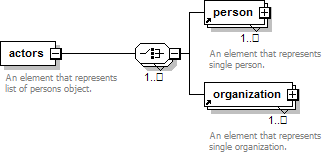 person
1..□
An element that represents
single person.
actors
1..□
An element that represents
list of persons object.
organization
1..□
An element that represents
single organization.